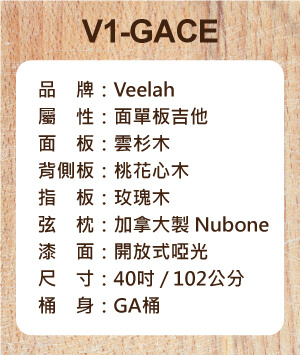 V1-GACE
品　牌：Veelah
屬　性：面單板吉他
面　板：雲杉木
背側板：桃花心木
指　板：玫瑰木
弦　枕：加拿大製 Nubone
漆　面：開放式啞光
尺　寸：40吋 / 102公分
桶　身：GA桶